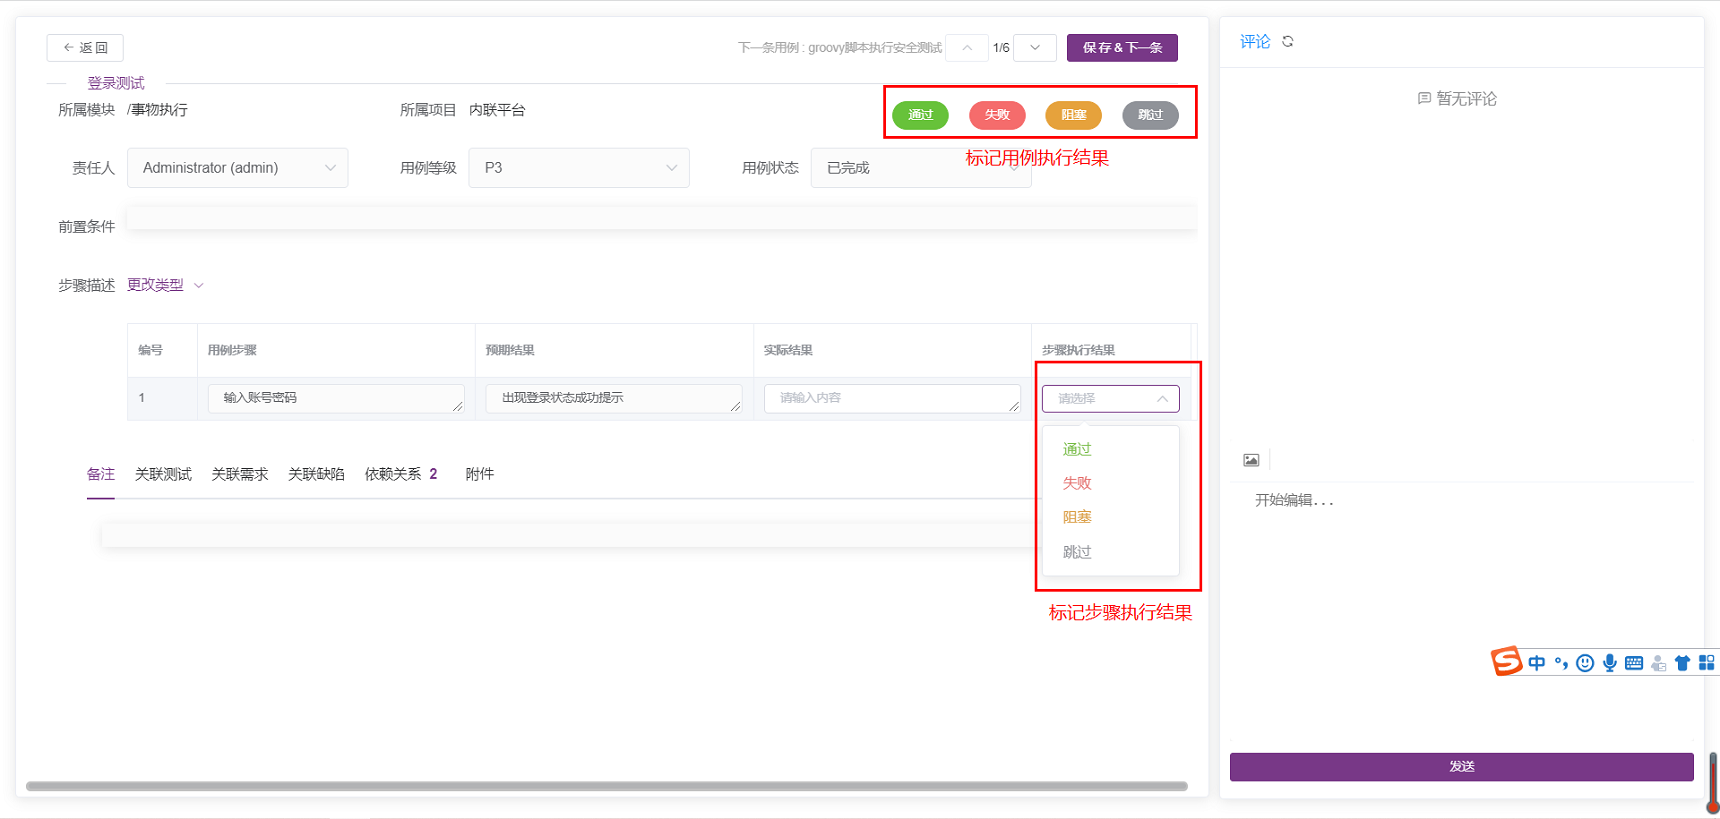 返 回
下一条用例 : groovy脚本执行安全测试
1/6
保 存 & 下一条
登录测试
所属模块 /事物执行
所属项目 内联平台
通过
失败
阻塞
跳过
标记用例执行结果
责任人 Administrator (admin)
用例等级 P3
用例状态 已完成
前置条件
步骤描述 更改类型
编号 用例步骤 预期结果 实际结果 步骤执行结果
1 输入账号密码 出现登录状态成功提示 请输入内容 请选择
通过
失败
阻塞
跳过
标记步骤执行结果
备注 关联测试 关联需求 关联缺陷 依赖关系 2 附件
评论
暂无评论
开始编辑...
中
发送